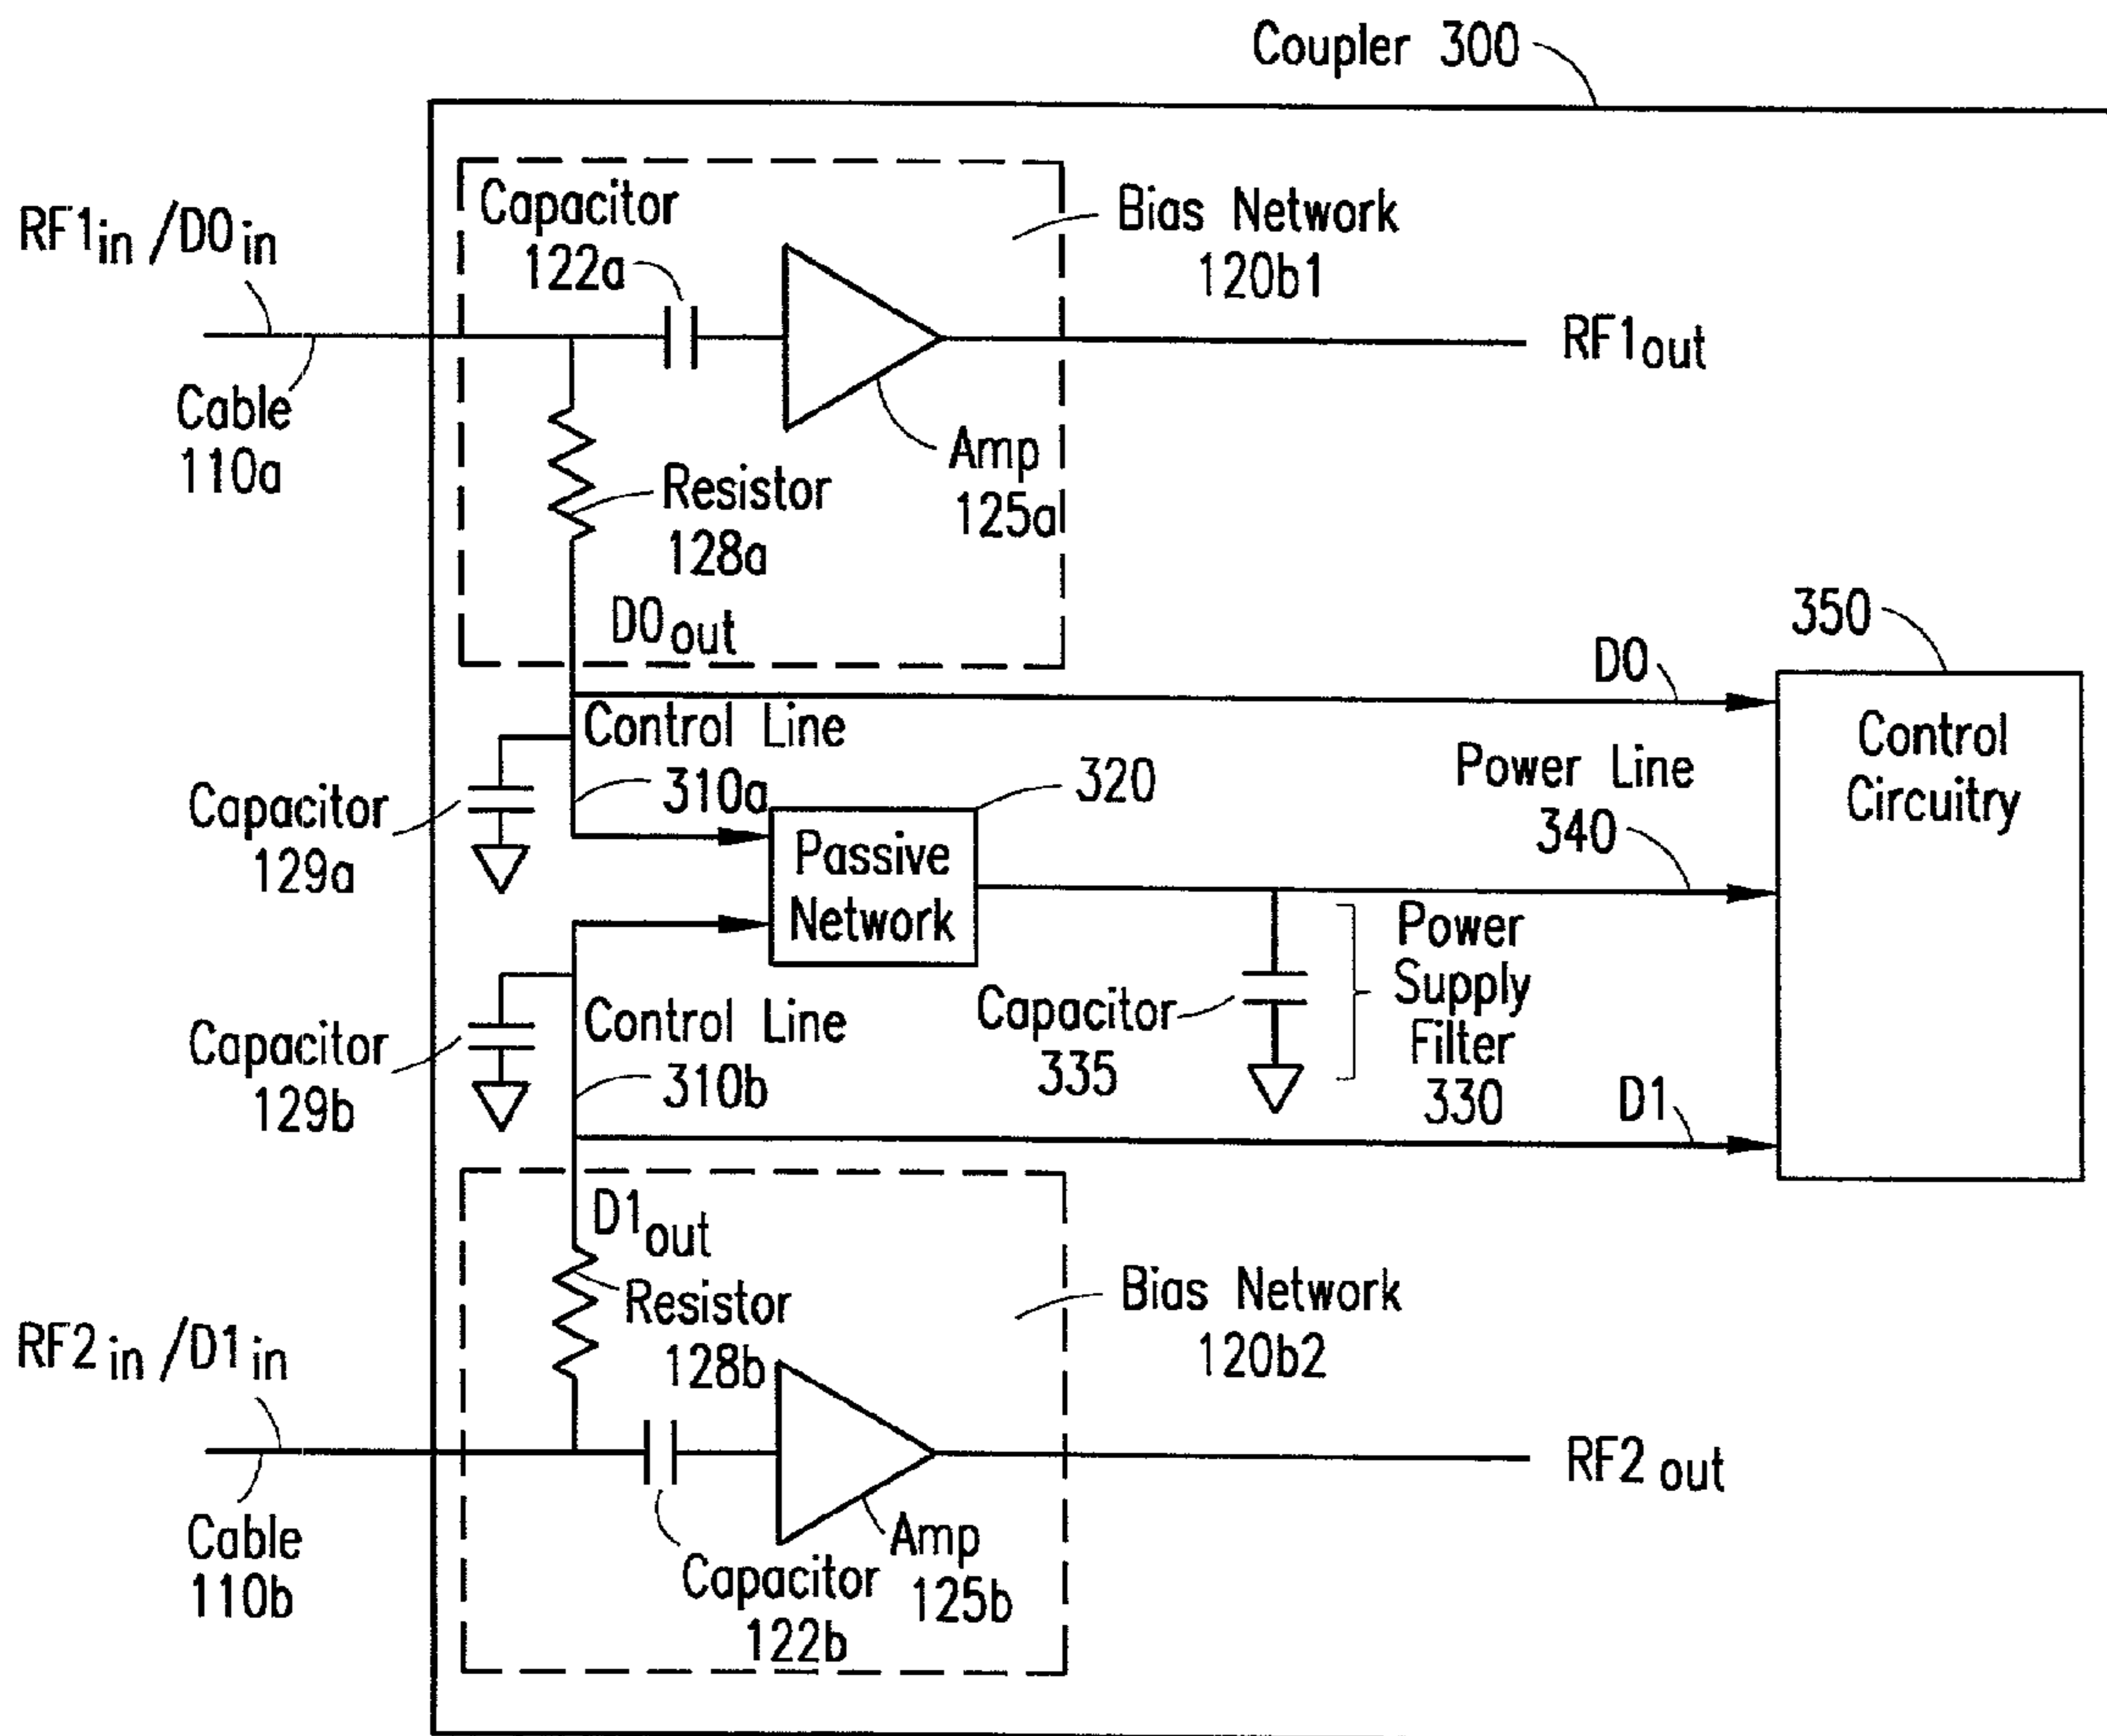 Coupler 300
RF1in /D0in
Capacitor
122a
Bias Network
120b1
RF1out
Cable
110a
Amp
125a
Resistor
128a
D0out
350
D0
Control Line
310a
Control
Circuitry
Power Line
340
320
Capacitor
129a
Passive
Network
Power
Supply
Filter
330
Capacitor
335
Control Line
310b
Capacitor
129b
D1
D1out
Resistor
128b
Bias Network
120b2
RF2in /D1in
RF2out
Cable
110b
Amp
125b
Capacitor
122b